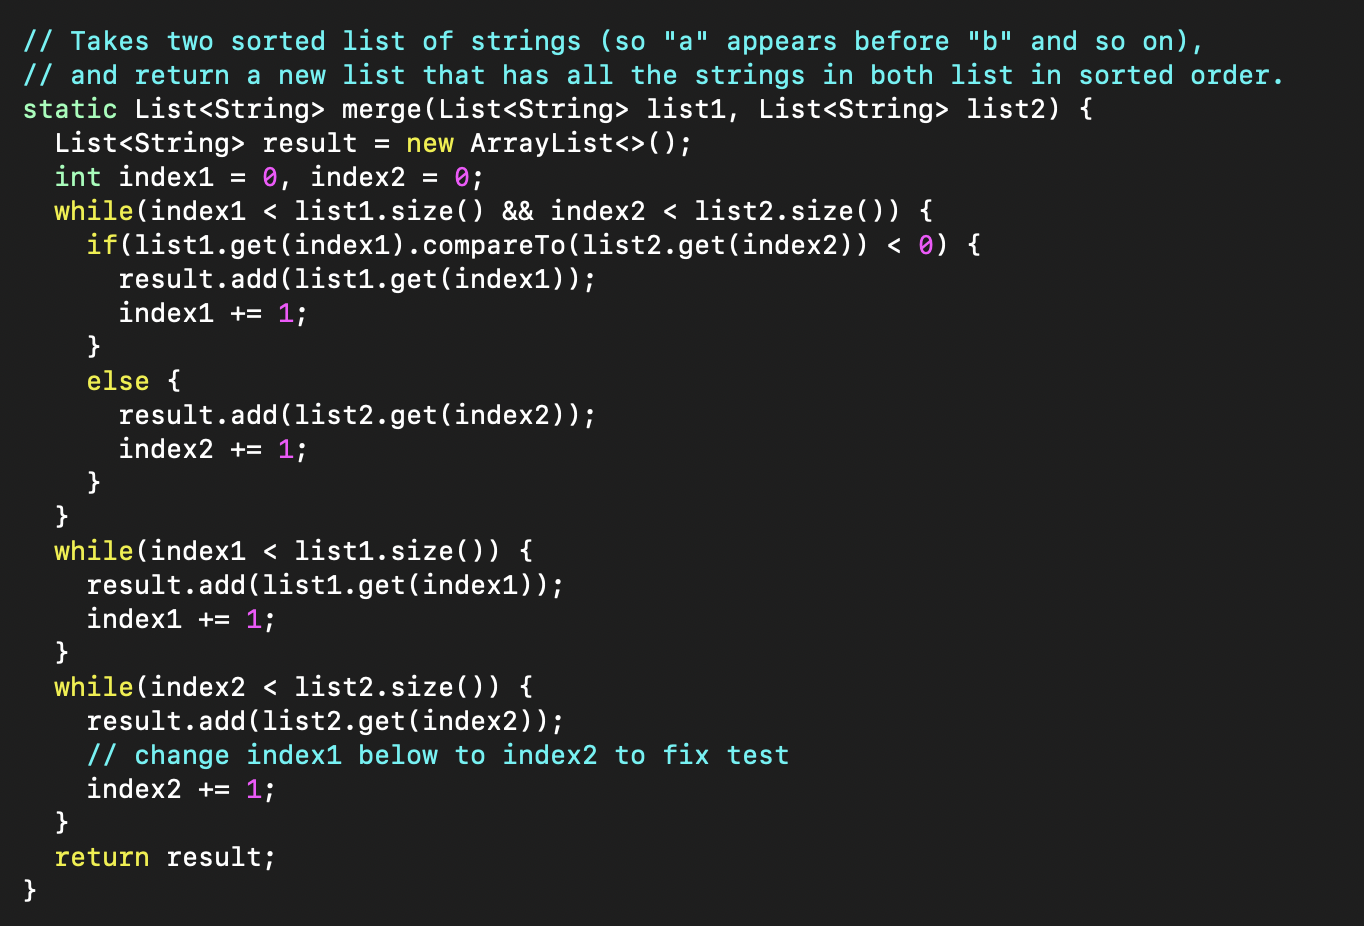 // Takes two sorted list of strings (so "a" appears before "b" and so on),
// and return a new list that has all the strings in both list in sorted order.
static List<String> merge(List<String> list1, List<String> list2) {
  List<String> result = new ArrayList<>();
  int index1 = 0, index2 = 0;
  while(index1 < list1.size() && index2 < list2.size()) {
    if(list1.get(index1).compareTo(list2.get(index2)) < 0) {
      result.add(list1.get(index1));
      index1 += 1;
    }
    else {
      result.add(list2.get(index2));
      index2 += 1;
    }
  }
  while(index1 < list1.size()) {
    result.add(list1.get(index1));
    index1 += 1;
  }
  while(index2 < list2.size()) {
    result.add(list2.get(index2));
    // change index1 below to index2 to fix test
    index2 += 1;
  }
  return result;
}